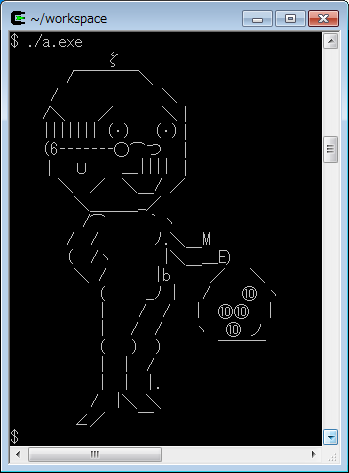 ~/workspace
$ ./a.exe
$